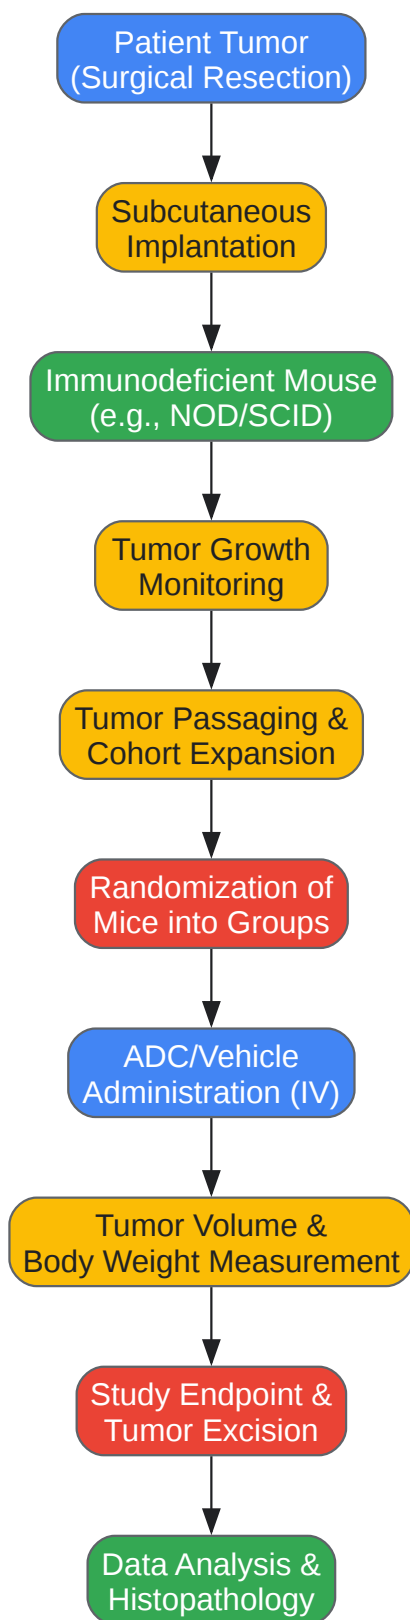 Patient Tumor
(Surgical Resection)
Subcutaneous
Implantation
Immunodeficient Mouse
(e.g., NOD/SCID)
Tumor Growth
Monitoring
Tumor Passaging &
Cohort Expansion
Randomization of
Mice into Groups
ADC/Vehicle
Administration (IV)
Tumor Volume &
Body Weight Measurement
Study Endpoint &
Tumor Excision
Data Analysis &
Histopathology